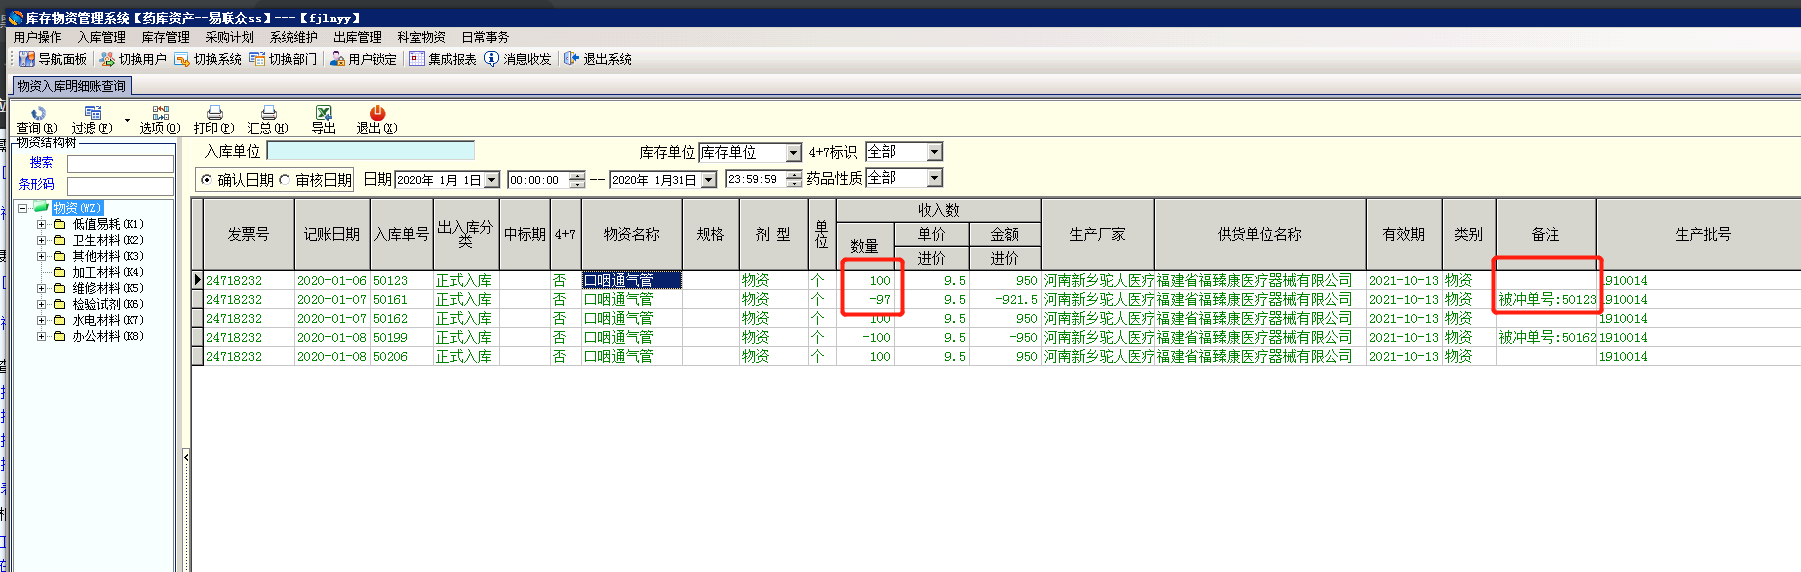 库存物资管理系统【药库资产--易联众ss】---【fjlnyy】
用户操作 入库管理 库存管理 采购计划 系统维护 出库管理 科室物资 日常事务
导航面板 切换用户 切换系统 切换部门 用户锁定 集成报表 消息收发 退出系统
物资入库明细账查询
查询(R) 过滤(F) 选项(O) 打印(P) 汇总(H) 导出 退出(X)
物资结构树
搜索
条形码
物资(WZ)
低值易耗(K1)
卫生材料(K2)
其他材料(K3)
加工材料(K4)
维修材料(K5)
检验试剂(K6)
水电材料(K7)
办公材料(K8)
入库单位 库存单位 库存单位 4+7标识 全部
确认日期 审核日期 日期 2020年 1月 1日 00:00:00 -- 2020年 1月31日 23:59:59 药品性质 全部
发票号 记账日期 入库单号 出入库分类 中标期 4+7 物资名称 规格 剂 型 单位 收入数 生产厂家 供货单位名称 有效期 类别 备注 生产批号
数量 单价 金额
进价 进价
24718232 2020-01-06 50123 正式入库 否 口咽通气管 物资 个 100 9.5 950 河南新乡驼人医疗 福建省福臻康医疗器械有限公司 2021-10-13 物资 1910014
24718232 2020-01-07 50161 正式入库 否 口咽通气管 物资 个 -97 9.5 -921.5 河南新乡驼人医疗 福建省福臻康医疗器械有限公司 2021-10-13 物资 被冲单号:50123 1910014
24718232 2020-01-07 50162 正式入库 否 口咽通气管 物资 个 100 9.5 950 河南新乡驼人医疗 福建省福臻康医疗器械有限公司 2021-10-13 物资 1910014
24718232 2020-01-08 50199 正式入库 否 口咽通气管 物资 个 -100 9.5 -950 河南新乡驼人医疗 福建省福臻康医疗器械有限公司 2021-10-13 物资 被冲单号:50162 1910014
24718232 2020-01-08 50206 正式入库 否 口咽通气管 物资 个 100 9.5 950 河南新乡驼人医疗 福建省福臻康医疗器械有限公司 2021-10-13 物资 1910014